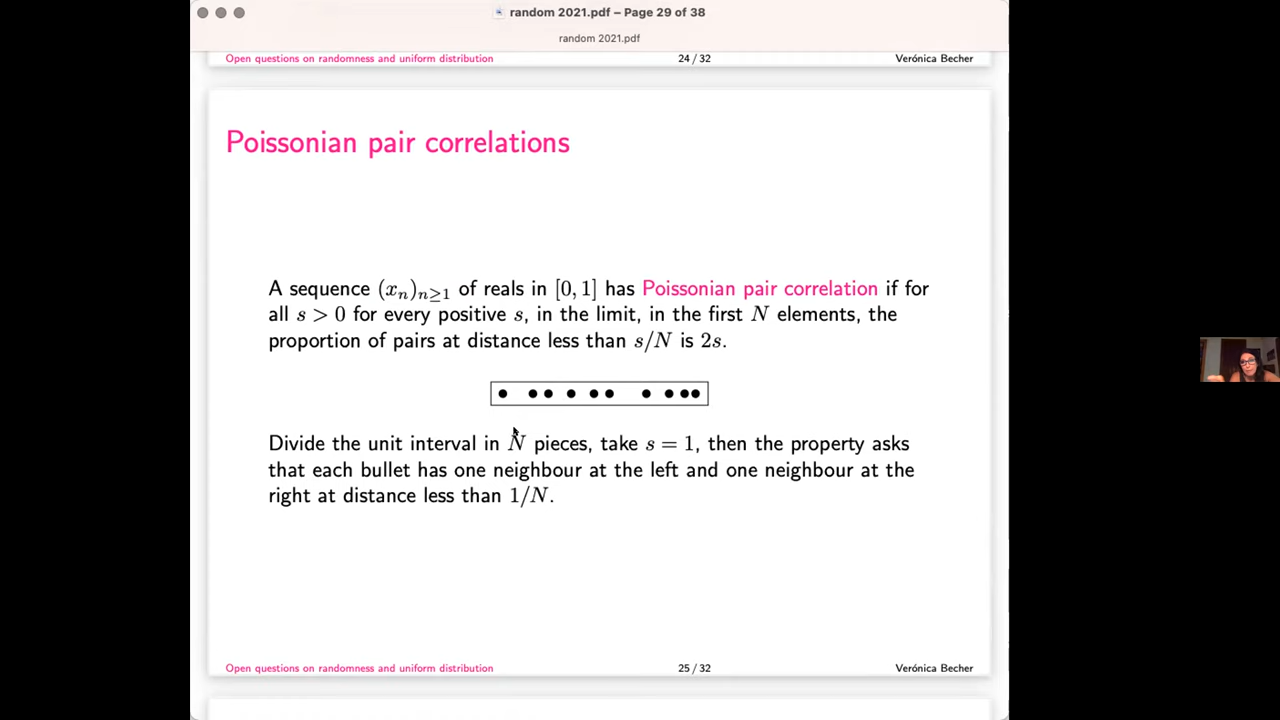 random 2021.pdf – Page 29 of 38
random 2021.pdf
Open questions on randomness and uniform distribution 24 / 32 Verónica Becher
Poissonian pair correlations
A sequence (xₙ)ₙ≥₁ of reals in [0, 1] has Poissonian pair correlation if for
all s > 0 for every positive s, in the limit, in the first N elements, the
proportion of pairs at distance less than s/N is 2s.
Divide the unit interval in N pieces, take s = 1, then the property asks
that each bullet has one neighbour at the left and one neighbour at the
right at distance less than 1/N.
Open questions on randomness and uniform distribution 25 / 32 Verónica Becher